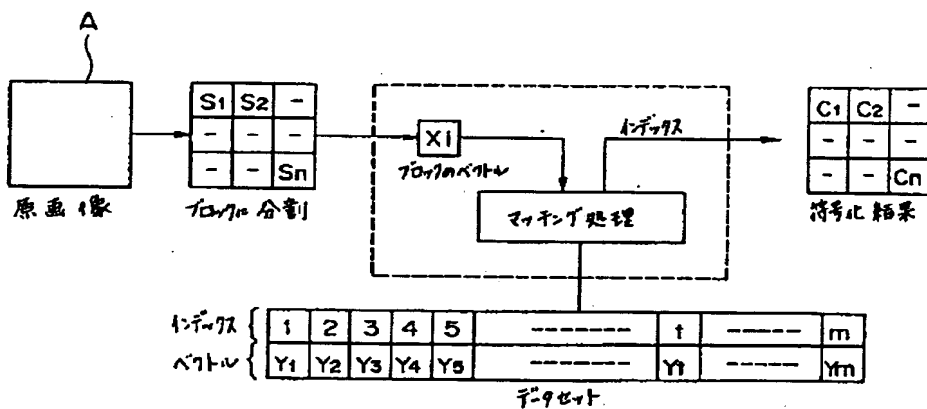 A
S1 S2 -
- - -
- - Sn
原画像
ブロックに分割
Xi
ブロックのベクトル
インデックス
マッチング処理
C1 C2 -
- - -
- - Cn
符号化結果
インデックス { 1 2 3 4 5 ------- t ----- m
ベクトル { Y1 Y2 Y3 Y4 Y5 ------- Yt ----- Ym
データセット